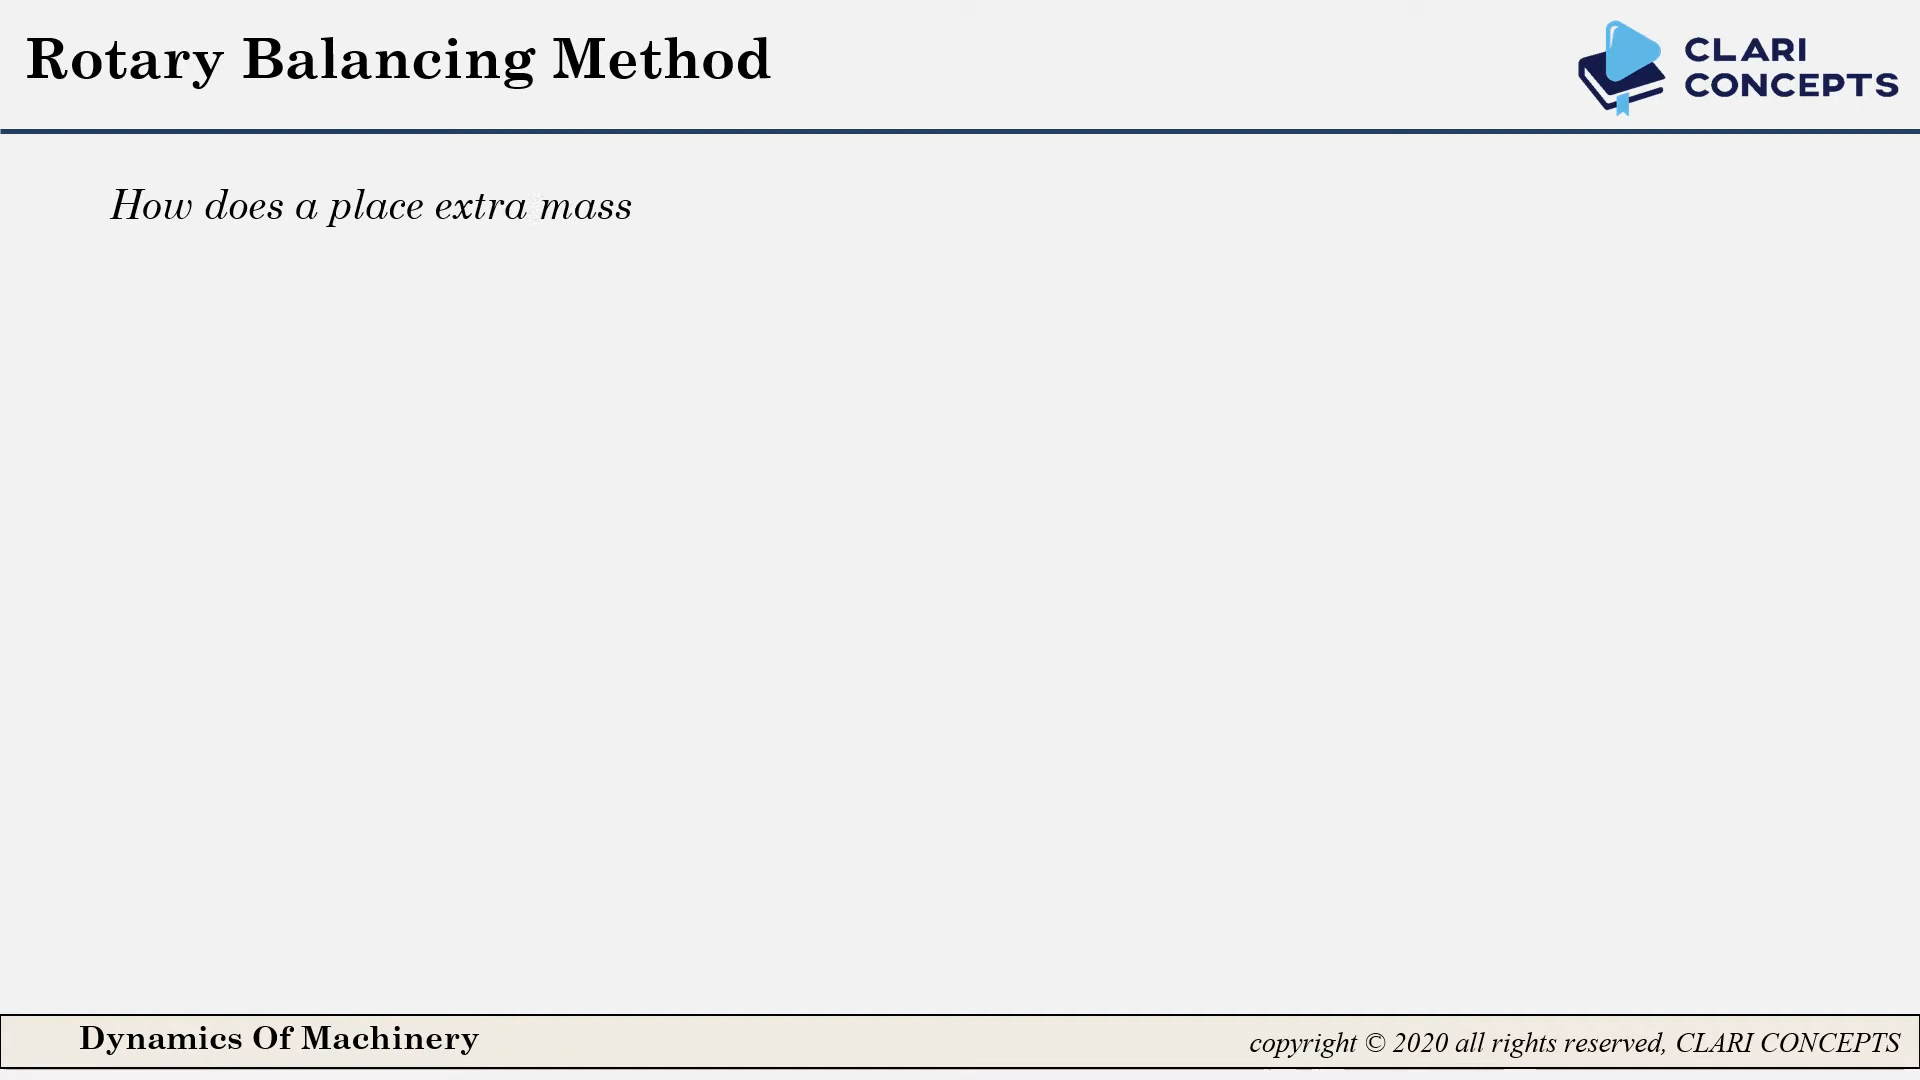 Rotary Balancing Method
CLARI
CONCEPTS
How does a place extra mass
Dynamics Of Machinery
copyright © 2020 all rights reserved, CLARI CONCEPTS